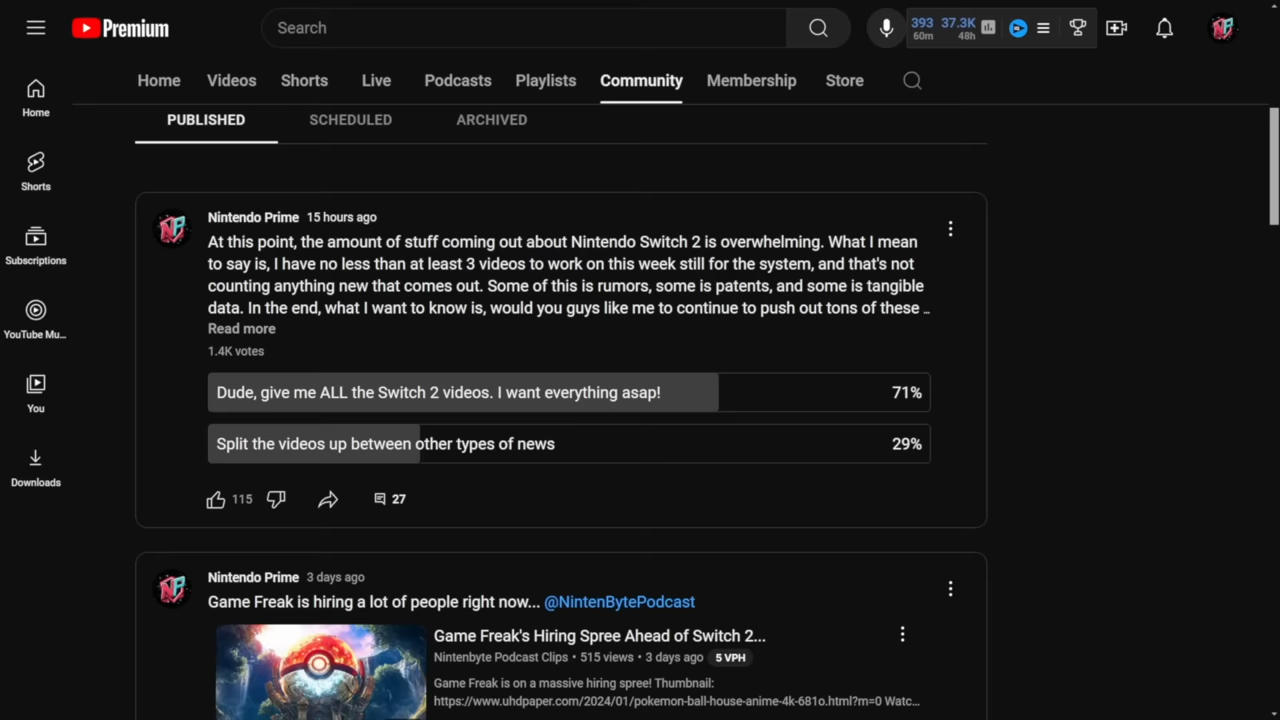 Premium
Search
393 37.3K
60m 48h
Home Videos Shorts Live Podcasts Playlists Community Membership Store
Home
Shorts
Subscriptions
YouTube Mu...
You
Downloads
PUBLISHED SCHEDULED ARCHIVED
Nintendo Prime 15 hours ago
At this point, the amount of stuff coming out about Nintendo Switch 2 is overwhelming. What I mean
to say is, I have no less than at least 3 videos to work on this week still for the system, and that's not
counting anything new that comes out. Some of this is rumors, some is patents, and some is tangible
data. In the end, what I want to know is, would you guys like me to continue to push out tons of these ...
Read more
1.4K votes
Dude, give me ALL the Switch 2 videos. I want everything asap! 71%
Split the videos up between other types of news 29%
115 27
Nintendo Prime 3 days ago
Game Freak is hiring a lot of people right now... @NintenBytePodcast
Game Freak's Hiring Spree Ahead of Switch 2...
Nintenbyte Podcast Clips • 515 views • 3 days ago 5 VPH
Game Freak is on a massive hiring spree! Thumbnail:
https://www.uhdpaper.com/2024/01/pokemon-ball-house-anime-4k-681o.html?m=0 Watc...